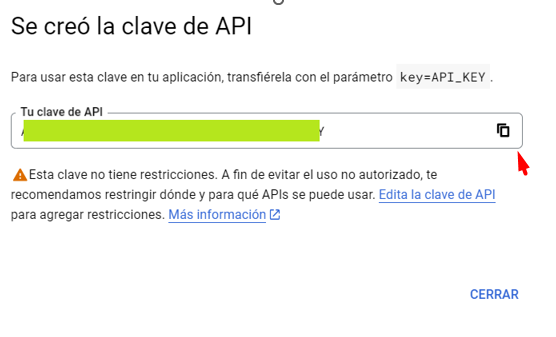 Se creó la clave de API
Para usar esta clave en tu aplicación, transfiérela con el parámetro key=API_KEY .
Tu clave de API
Y
Esta clave no tiene restricciones. A fin de evitar el uso no autorizado, te
recomendamos restringir dónde y para qué APIs se puede usar. Edita la clave de API
para agregar restricciones. Más información
CERRAR